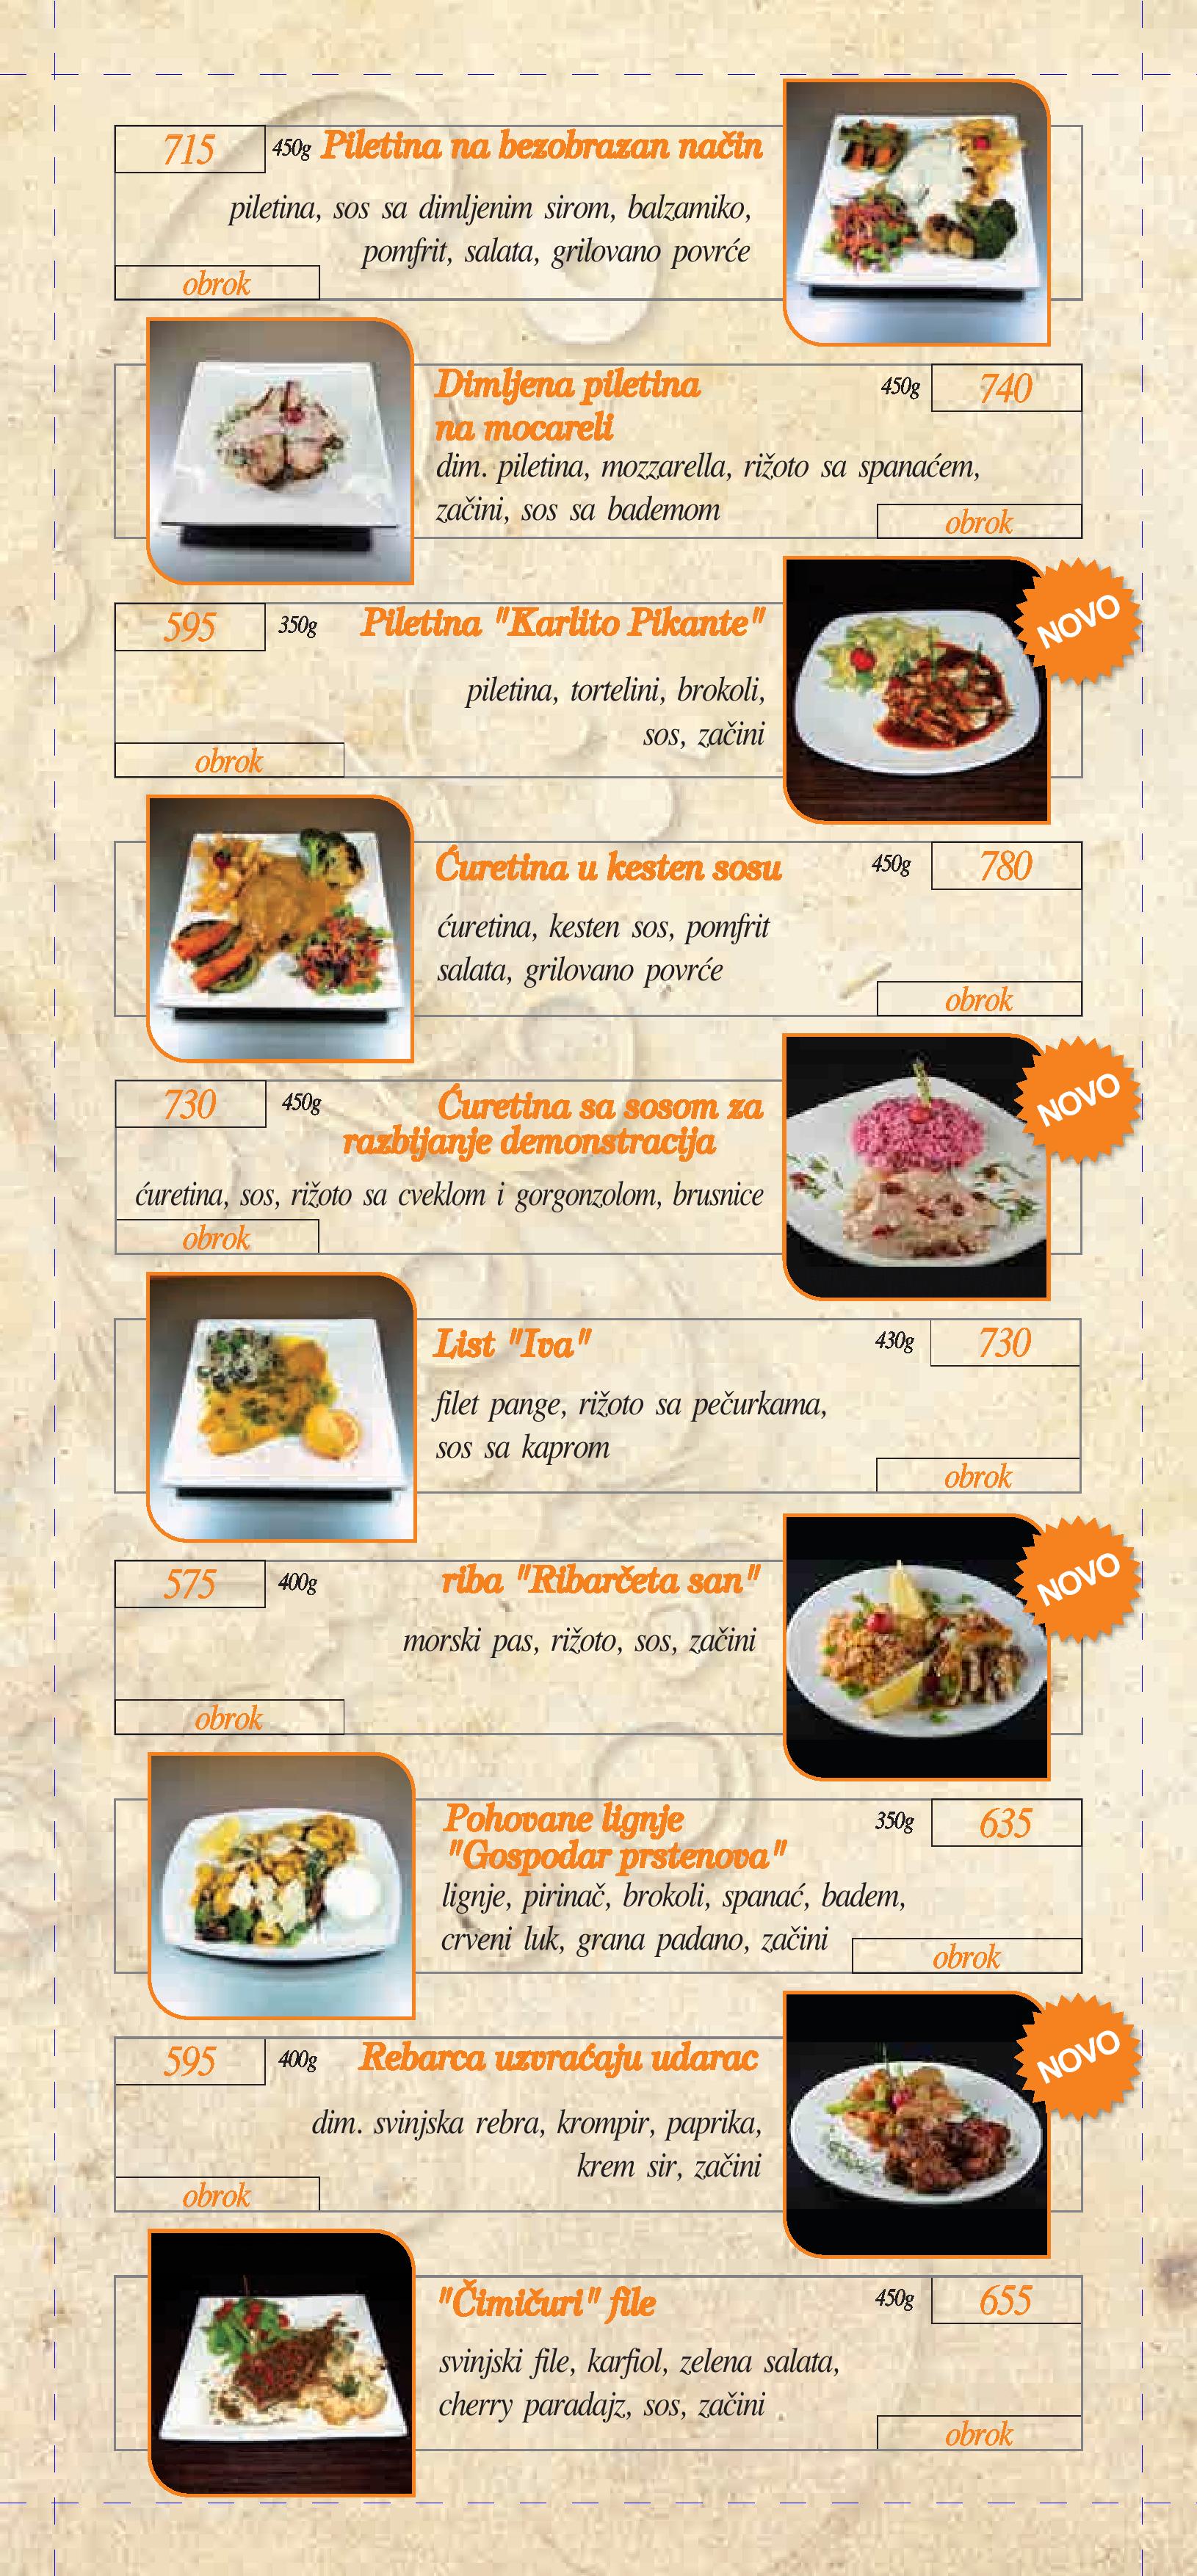 715 450g Piletina na bezobrazan način
piletina, sos sa dimljenim sirom, balzamiko,
pomfrit, salata, grilovano povrće
obrok
Dimljena piletina 450g 740
na mocareli
dim. piletina, mozzarella, rižoto sa spanaćem,
začini, sos sa bademom
obrok
NOVO
595 350g Piletina "Karlito Pikante"
piletina, tortelini, brokoli,
sos, začini
obrok
Ćuretina u kesten sosu 450g 780
ćuretina, kesten sos, pomfrit
salata, grilovano povrće
obrok
NOVO
730 450g Ćuretina sa sosom za
razbijanje demonstracija
ćuretina, sos, rižoto sa cveklom i gorgonzolom, brusnice
obrok
List "Iva" 430g 730
filet pange, rižoto sa pečurkama,
sos sa kaprom
obrok
NOVO
575 400g riba "Ribarčeta san"
morski pas, rižoto, sos, začini
obrok
Pohovane lignje 350g 635
"Gospodar prstenova"
lignje, pirinač, brokoli, spanać, badem,
crveni luk, grana padano, začini
obrok
NOVO
595 400g Rebarca uzvraćaju udarac
dim. svinjska rebra, krompir, paprika,
krem sir, začini
obrok
"Čimičuri" file 450g 655
svinjski file, karfiol, zelena salata,
cherry paradajz, sos, začini
obrok